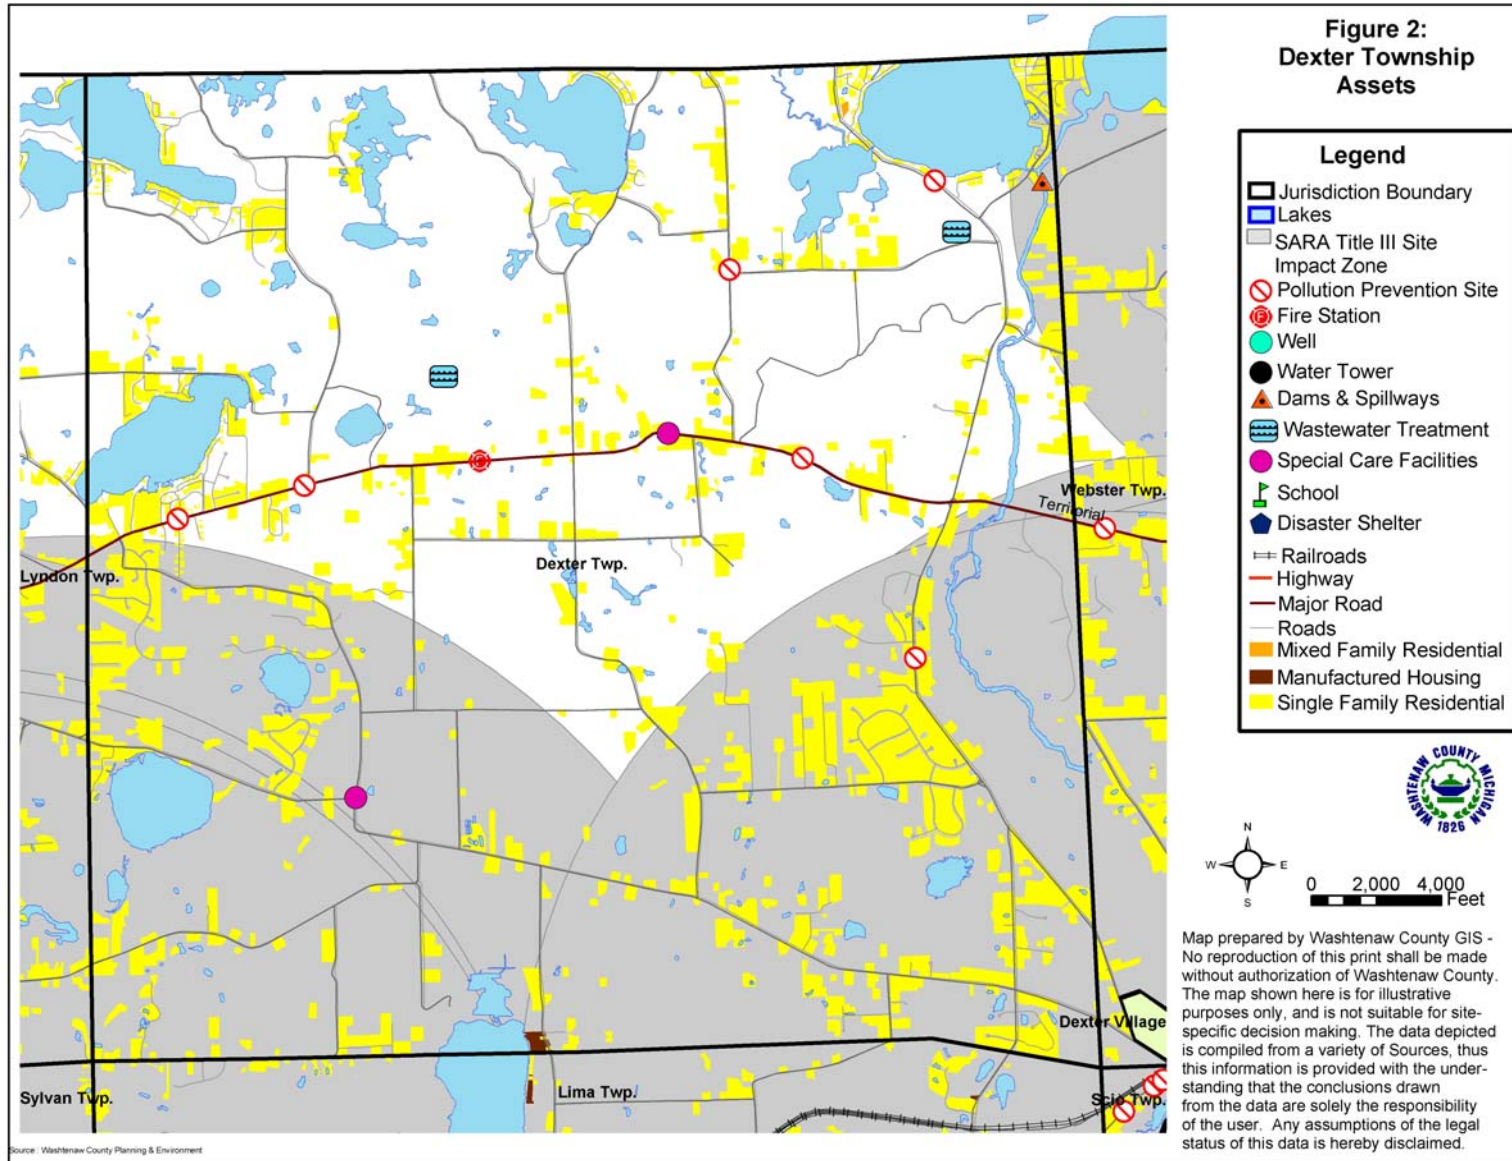 Figure 2:
Dexter Township
Assets
Legend
Jurisdiction Boundary
Lakes
SARA Title III Site
Impact Zone
Pollution Prevention Site
F
Fire Station
Well
Water Tower
Dams & Spillways
Wastewater Treatment
Special Care Facilities
School
Disaster Shelter
Railroads
Highway
Major Road
Roads
Mixed Family Residential
Manufactured Housing
Single Family Residential
F
Webster Twp.
Territorial
Lyndon Twp.
Dexter Twp.
Dexter Village
Sylvan Twp.
Lima Twp.
Scio Twp.
WASHTENAW COUNTY MICHIGAN
1826
N
W E
S
0 2,000 4,000
Feet
Map prepared by Washtenaw County GIS -
No reproduction of this print shall be made
without authorization of Washtenaw County.
The map shown here is for illustrative
purposes only, and is not suitable for site-
specific decision making. The data depicted
is compiled from a variety of Sources, thus
this information is provided with the under-
standing that the conclusions drawn
from the data are solely the responsibility
of the user. Any assumptions of the legal
status of this data is hereby disclaimed.
Source : Washtenaw County Planning & Environment